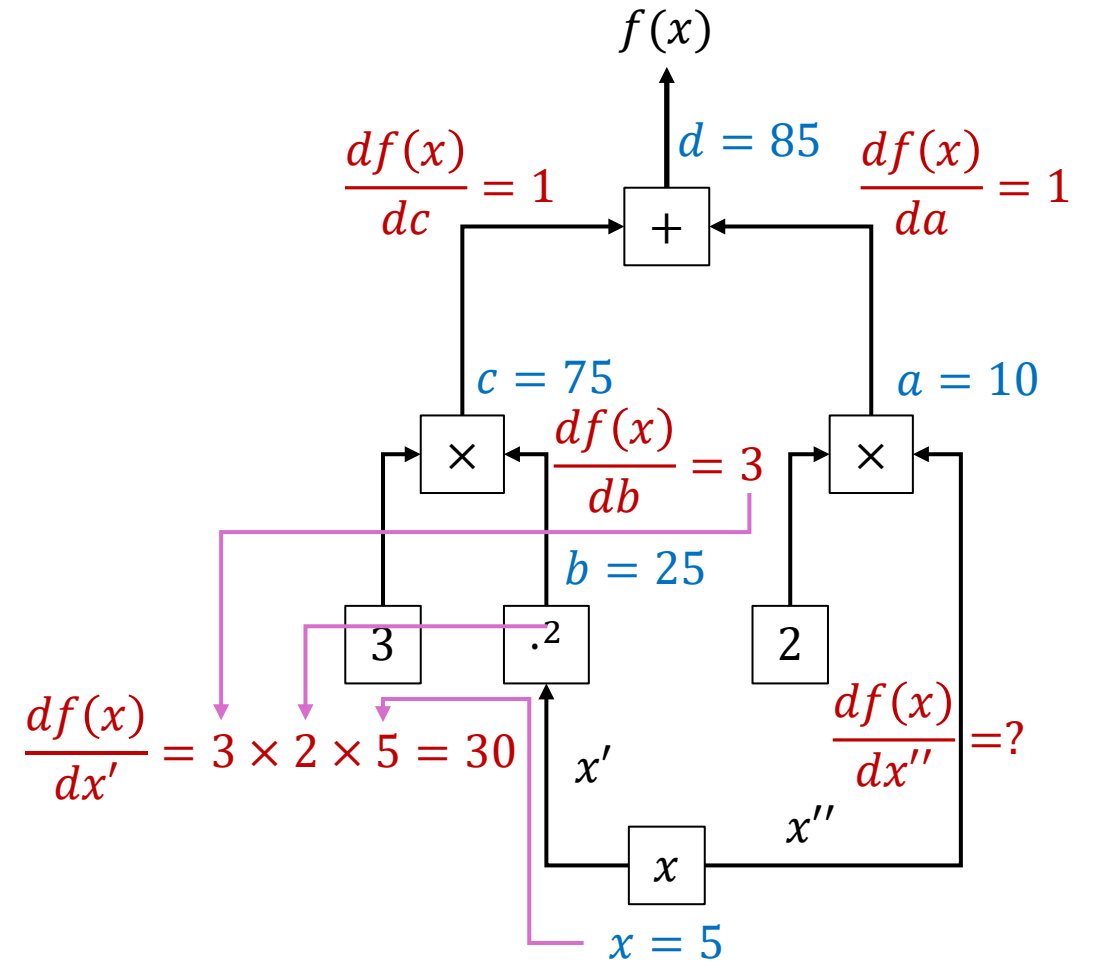 f(x)
d = 85
df(x)/dc = 1
df(x)/da = 1
+
c = 75
a = 10
×
df(x)/db = 3
×
b = 25
3
·²
2
df(x)/dx′ = 3 × 2 × 5 = 30
df(x)/dx′′ =?
x′
x′′
x
x = 5